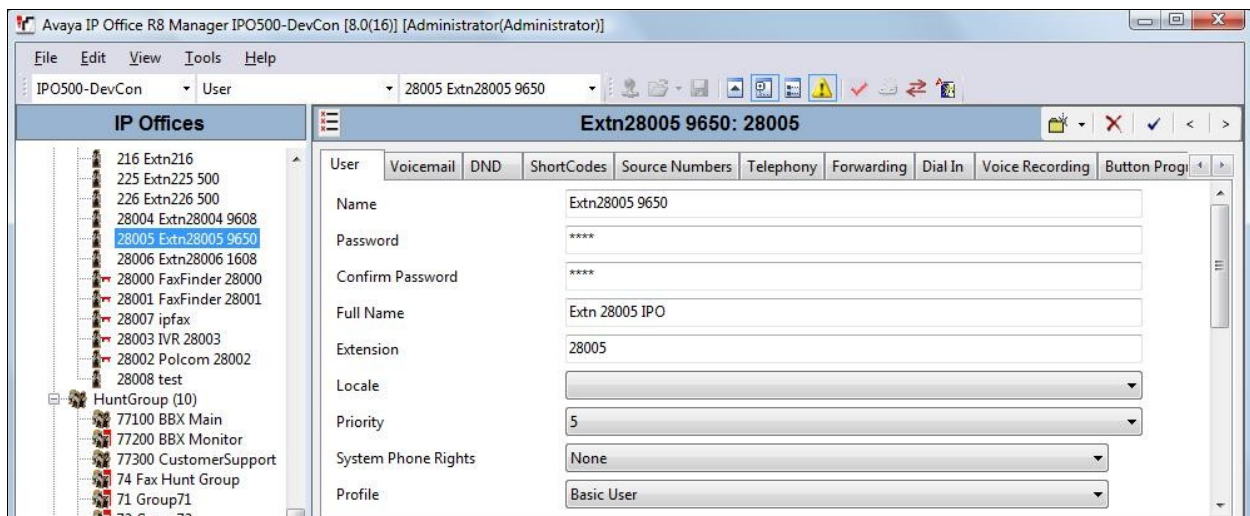 Avaya IP Office R8 Manager IPO500-DevCon [8.0(16)] [Administrator(Administrator)]
File Edit View Tools Help
IPO500-DevCon User 28005 Extn28005 9650
IP Offices
216 Extn216
225 Extn225 500
226 Extn226 500
28004 Extn28004 9608
28005 Extn28005 9650
28006 Extn28006 1608
28000 FaxFinder 28000
28001 FaxFinder 28001
28007 ipfax
28003 IVR 28003
28002 Polcom 28002
28008 test
HuntGroup (10)
77100 BBX Main
77200 BBX Monitor
77300 CustomerSupport
74 Fax Hunt Group
71 Group71
Extn28005 9650: 28005
User Voicemail DND ShortCodes Source Numbers Telephony Forwarding Dial In Voice Recording Button Progr
Name Extn28005 9650
Password ****
Confirm Password ****
Full Name Extn 28005 IPO
Extension 28005
Locale
Priority 5
System Phone Rights None
Profile Basic User